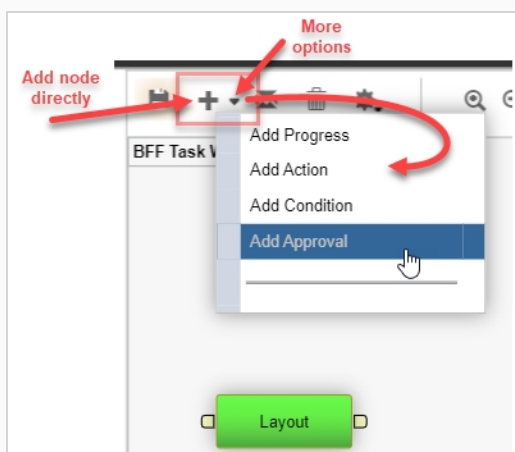 More
options
Add node
directly
BFF Task
Add Progress
Add Action
Add Condition
Add Approval
Layout